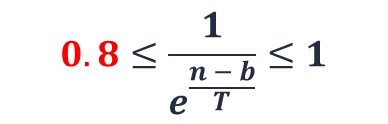 0.8 ≤ 1 / e^((n − b) / T) ≤ 1